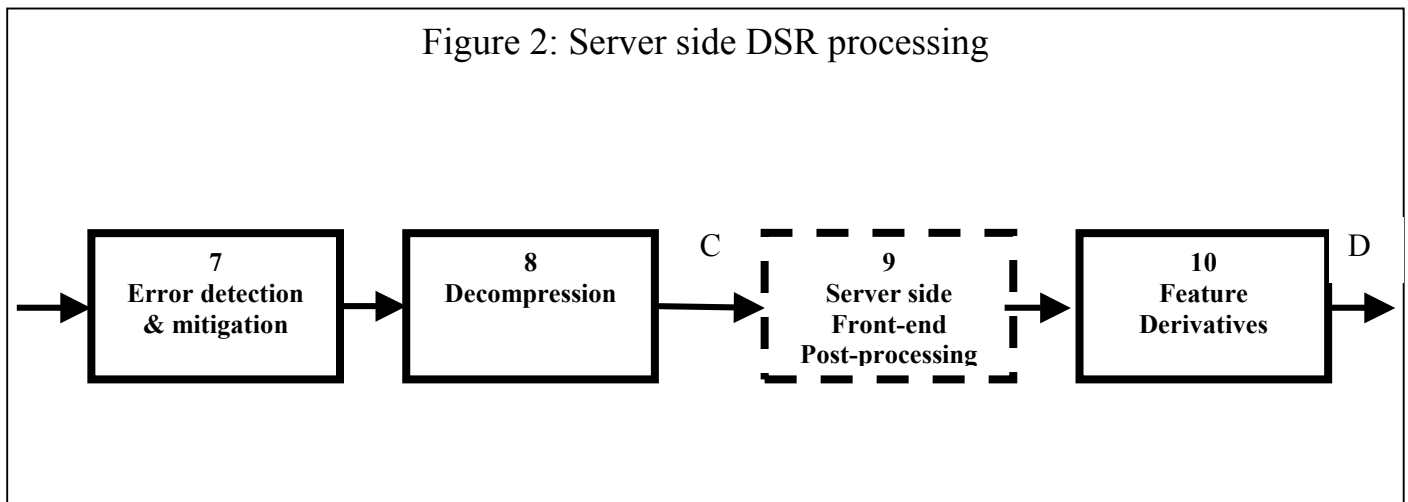 Figure 2: Server side DSR processing
7
Error detection
& mitigation
8
Decompression
C
9
Server side
Front-end
Post-processing
10
Feature
Derivatives
D